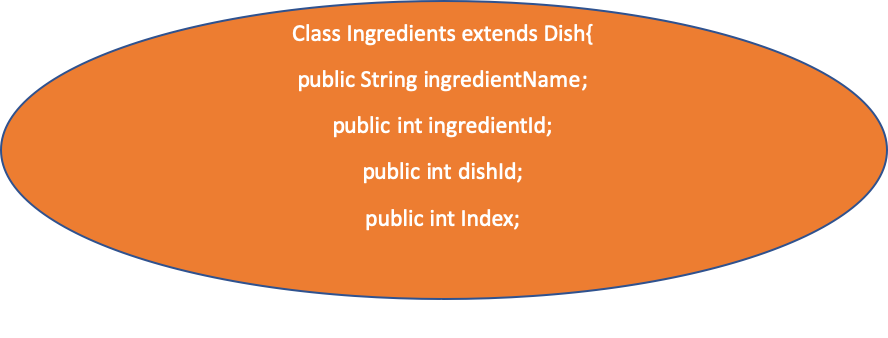 Class Ingredients extends Dish{
public String ingredientName;
public int ingredientId;
public int dishId;
public int Index;